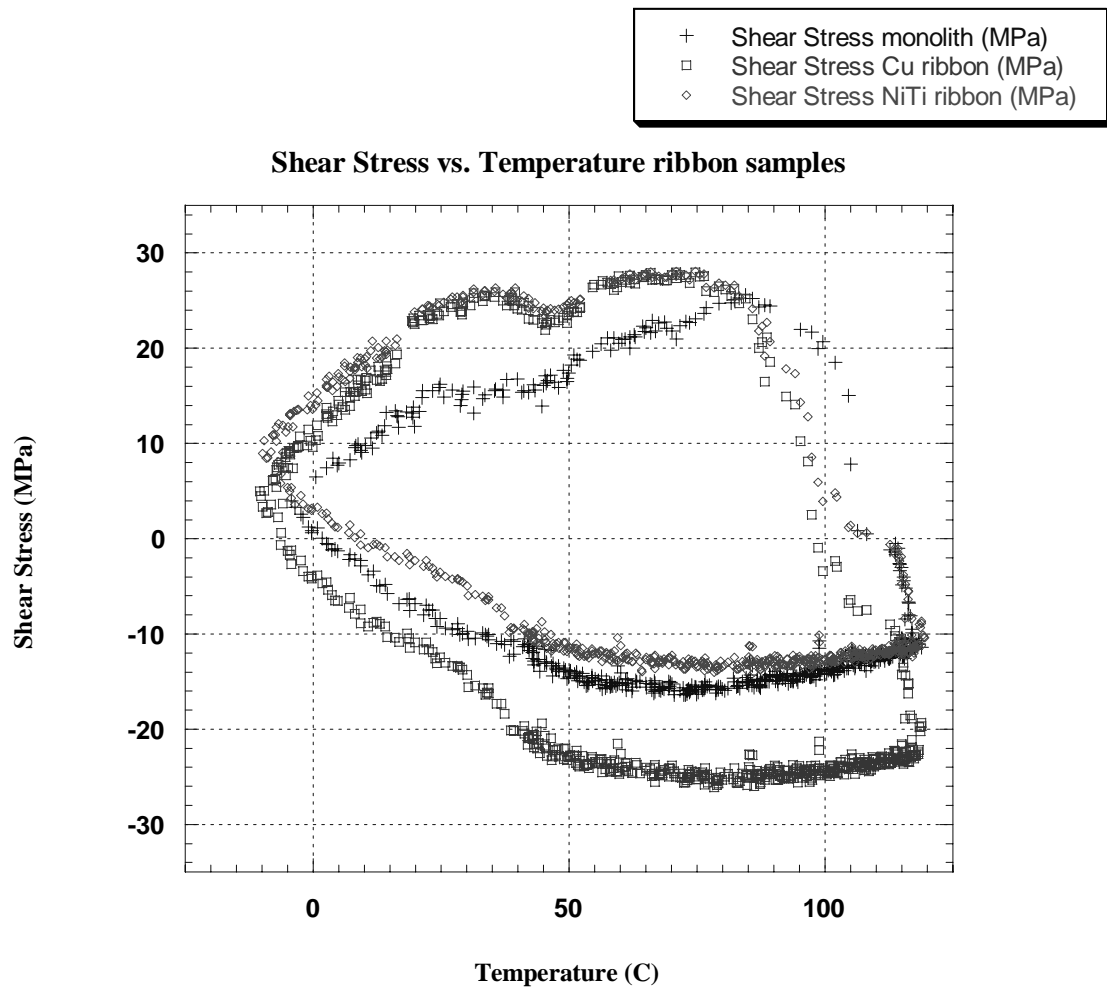 Shear Stress monolith (MPa)
Shear Stress Cu ribbon (MPa)
Shear Stress NiTi ribbon (MPa)
Shear Stress vs. Temperature ribbon samples
30
20
10
0
-10
-20
-30
Shear Stress (MPa)
0 50 100
Temperature (C)